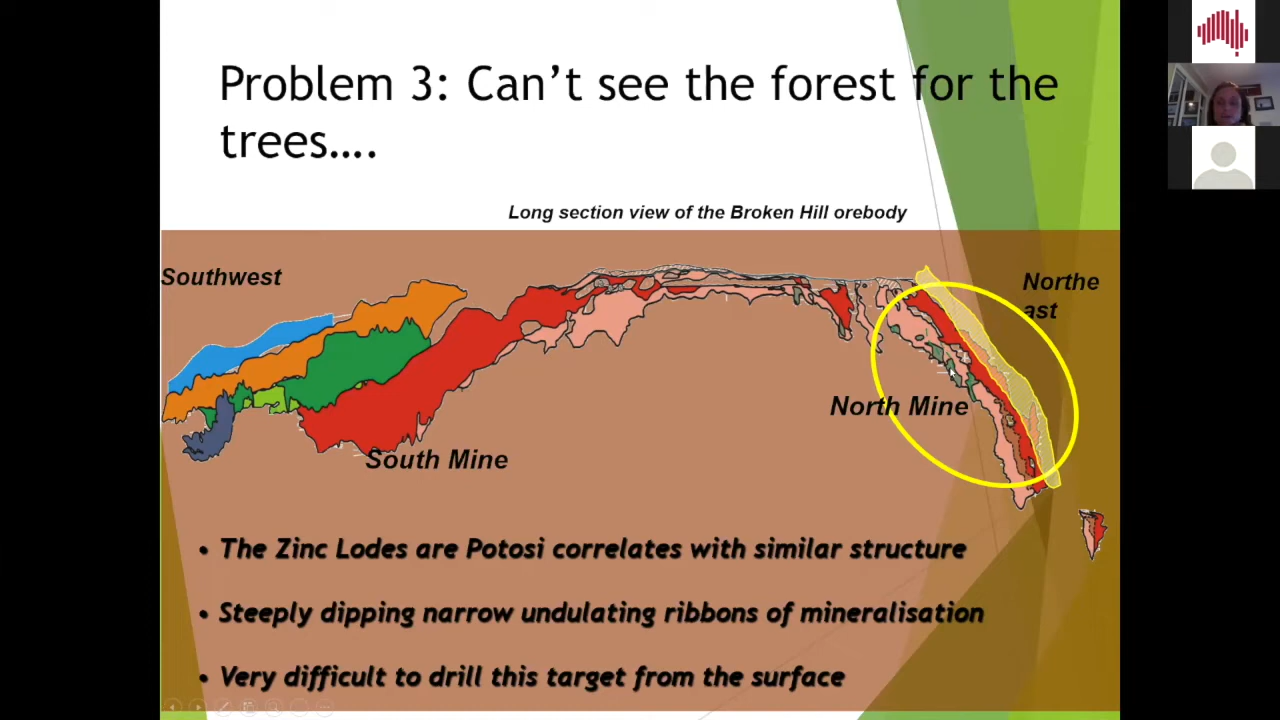 Problem 3: Can’t see the forest for the
trees….
Long section view of the Broken Hill orebody
Southwest
Northe
ast
North Mine
South Mine
• The Zinc Lodes are Potosi correlates with similar structure
• Steeply dipping narrow undulating ribbons of mineralisation
• Very difficult to drill this target from the surface